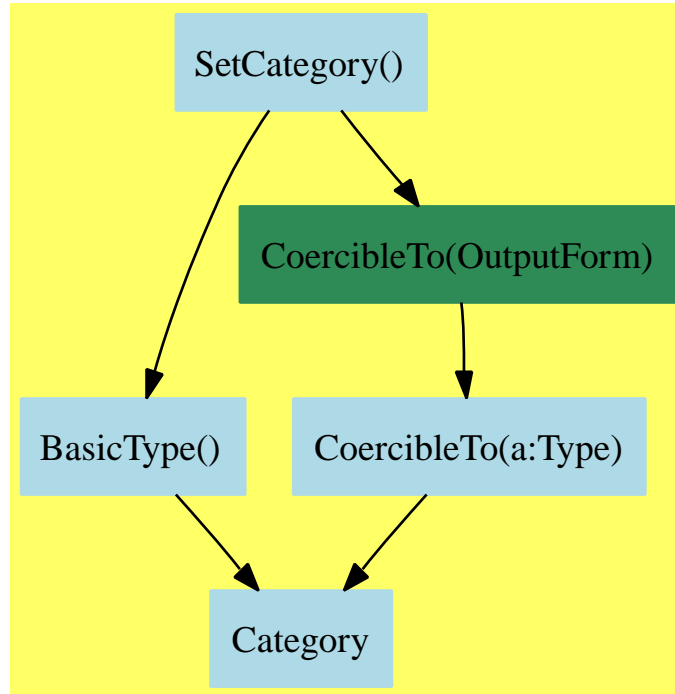 SetCategory()
CoercibleTo(OutputForm)
BasicType()
CoercibleTo(a:Type)
Category